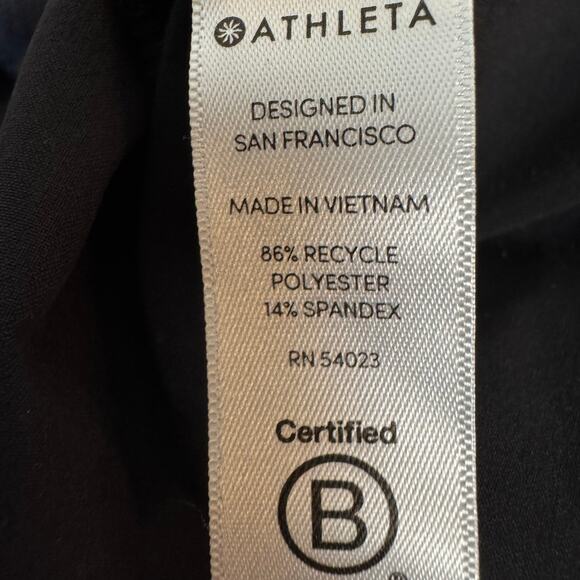 ATHLETA
DESIGNED IN
SAN FRANCISCO
MADE IN VIETNAM
86% RECYCLE
POLYESTER
14% SPANDEX
RN 54023
Certified
B
®